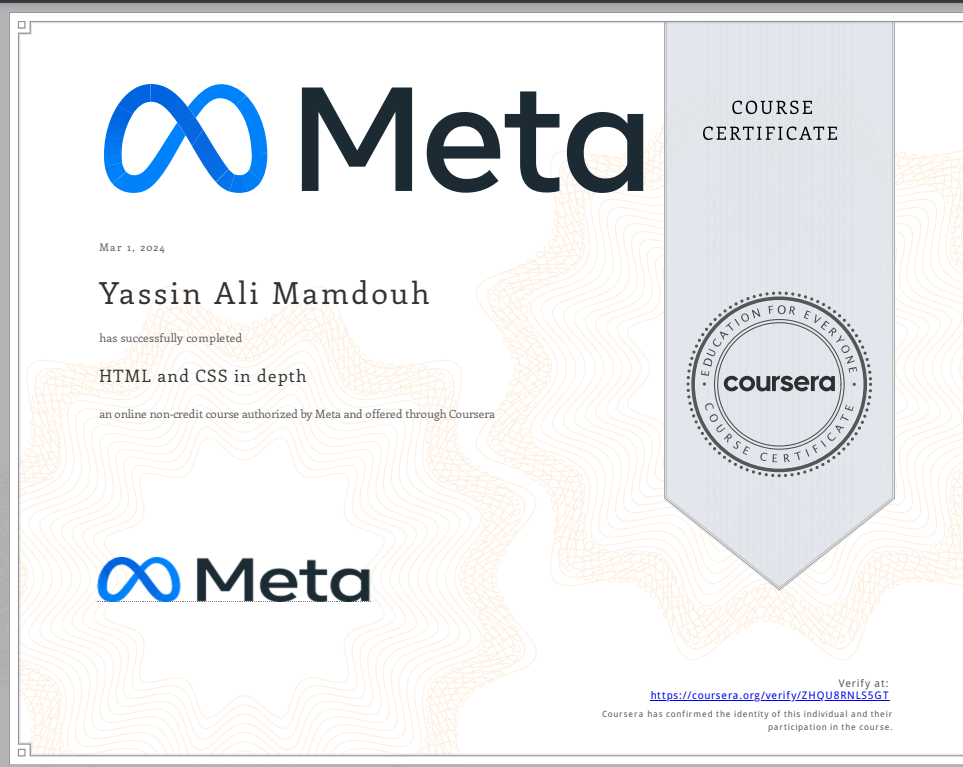 Meta
COURSE
CERTIFICATE
Mar 1, 2024
Yassin Ali Mamdouh
has successfully completed
HTML and CSS in depth
an online non-credit course authorized by Meta and offered through Coursera
EDUCATION FOR EVERYONE
coursera
COURSE CERTIFICATE
Meta
Verify at:
https://coursera.org/verify/ZHQU8RNLS5GT
Coursera has confirmed the identity of this individual and their
participation in the course.